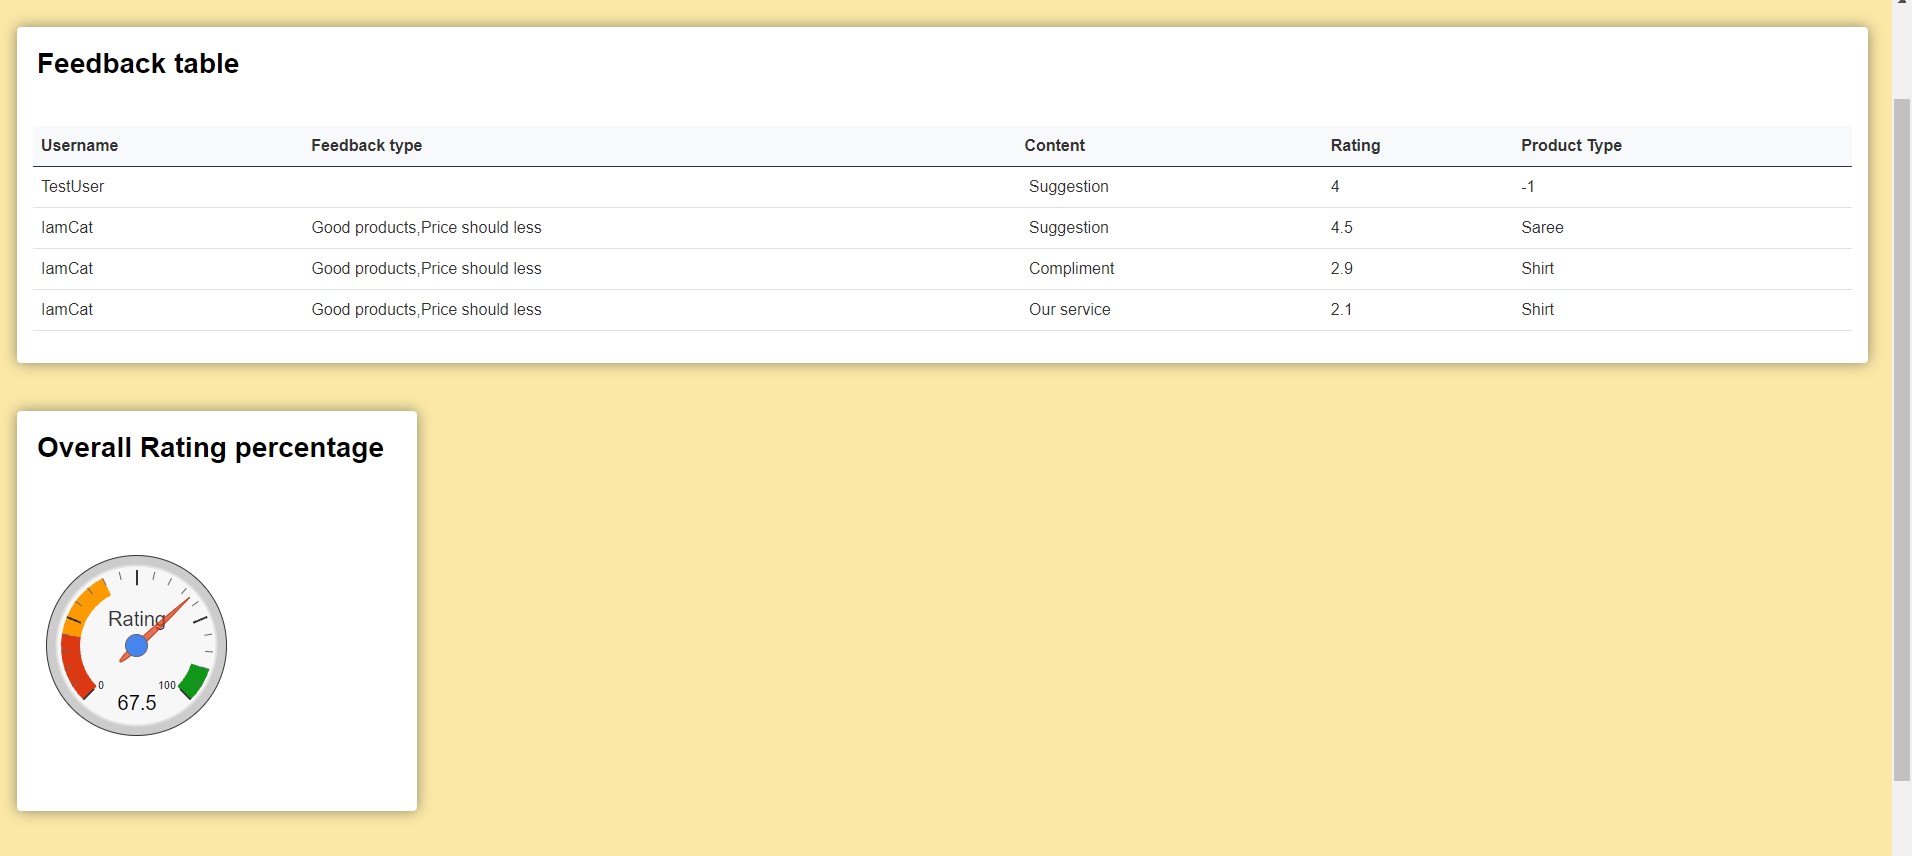 Feedback table
Username Feedback type Content Rating Product Type
TestUser Suggestion 4 -1
IamCat Good products,Price should less Suggestion 4.5 Saree
IamCat Good products,Price should less Compliment 2.9 Shirt
IamCat Good products,Price should less Our service 2.1 Shirt
Overall Rating percentage
Rating
0 100
67.5